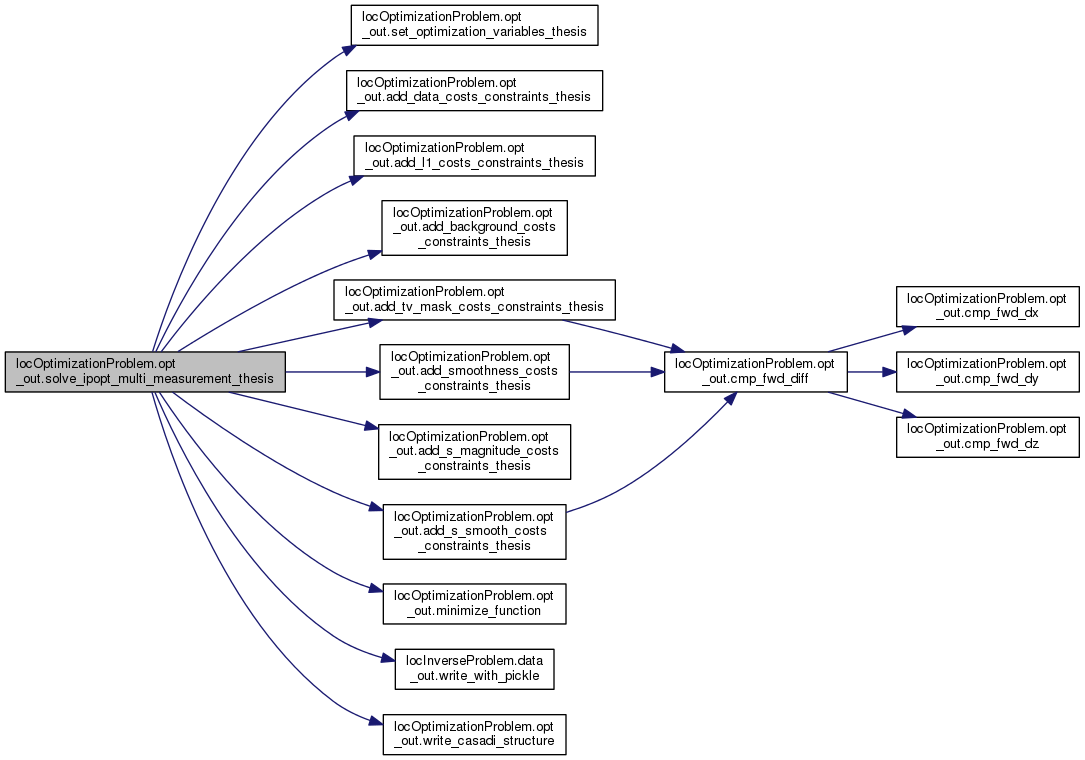 locOptimizationProblem.opt
_out.set_optimization_variables_thesis
locOptimizationProblem.opt
_out.add_data_costs_constraints_thesis
locOptimizationProblem.opt
_out.add_l1_costs_constraints_thesis
locOptimizationProblem.opt
_out.add_background_costs
_constraints_thesis
locOptimizationProblem.opt
_out.add_tv_mask_costs_constraints_thesis
locOptimizationProblem.opt
_out.solve_ipopt_multi_measurement_thesis
locOptimizationProblem.opt
_out.add_smoothness_costs
_constraints_thesis
locOptimizationProblem.opt
_out.cmp_fwd_diff
locOptimizationProblem.opt
_out.cmp_fwd_dx
locOptimizationProblem.opt
_out.cmp_fwd_dy
locOptimizationProblem.opt
_out.cmp_fwd_dz
locOptimizationProblem.opt
_out.add_s_magnitude_costs
_constraints_thesis
locOptimizationProblem.opt
_out.add_s_smooth_costs
_constraints_thesis
locOptimizationProblem.opt
_out.minimize_function
locInverseProblem.data
_out.write_with_pickle
locOptimizationProblem.opt
_out.write_casadi_structure